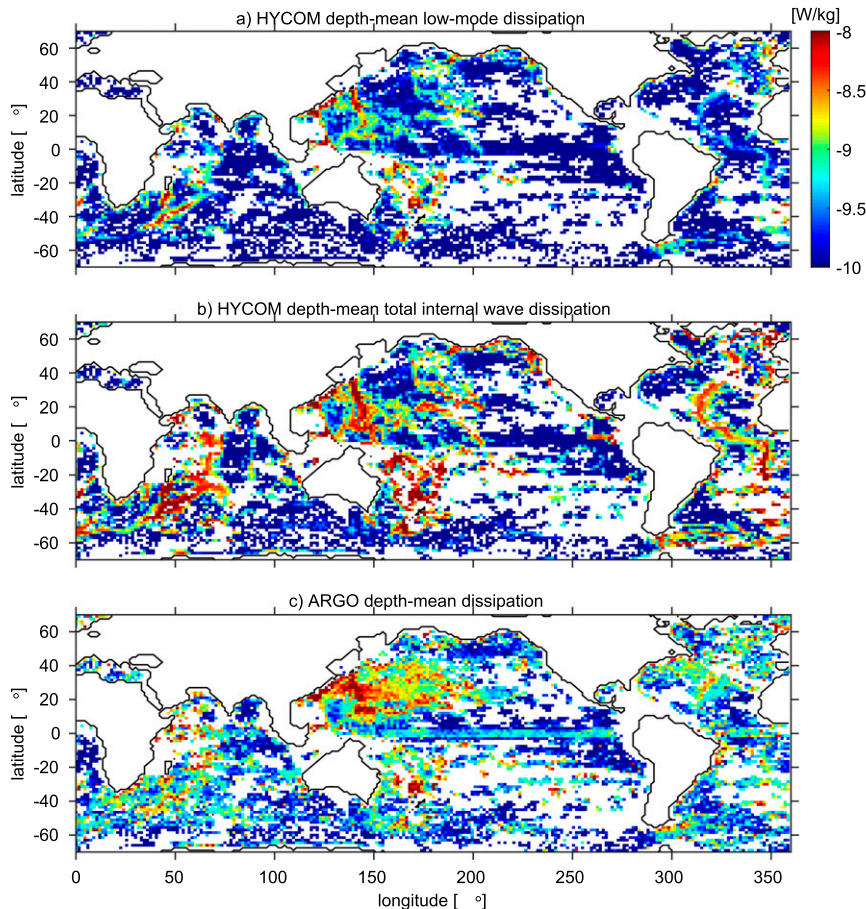 a) HYCOM depth-mean low-mode dissipation
[W/kg]
60
40
20
0
-20
-40
-60
latitude [ o]
-8
-8.5
-9
-9.5
-10
b) HYCOM depth-mean total internal wave dissipation
60
40
20
0
-20
-40
-60
latitude [ o]
c) ARGO depth-mean dissipation
60
40
20
0
-20
-40
-60
latitude [ o]
0 50 100 150 200 250 300 350
longitude [ o]